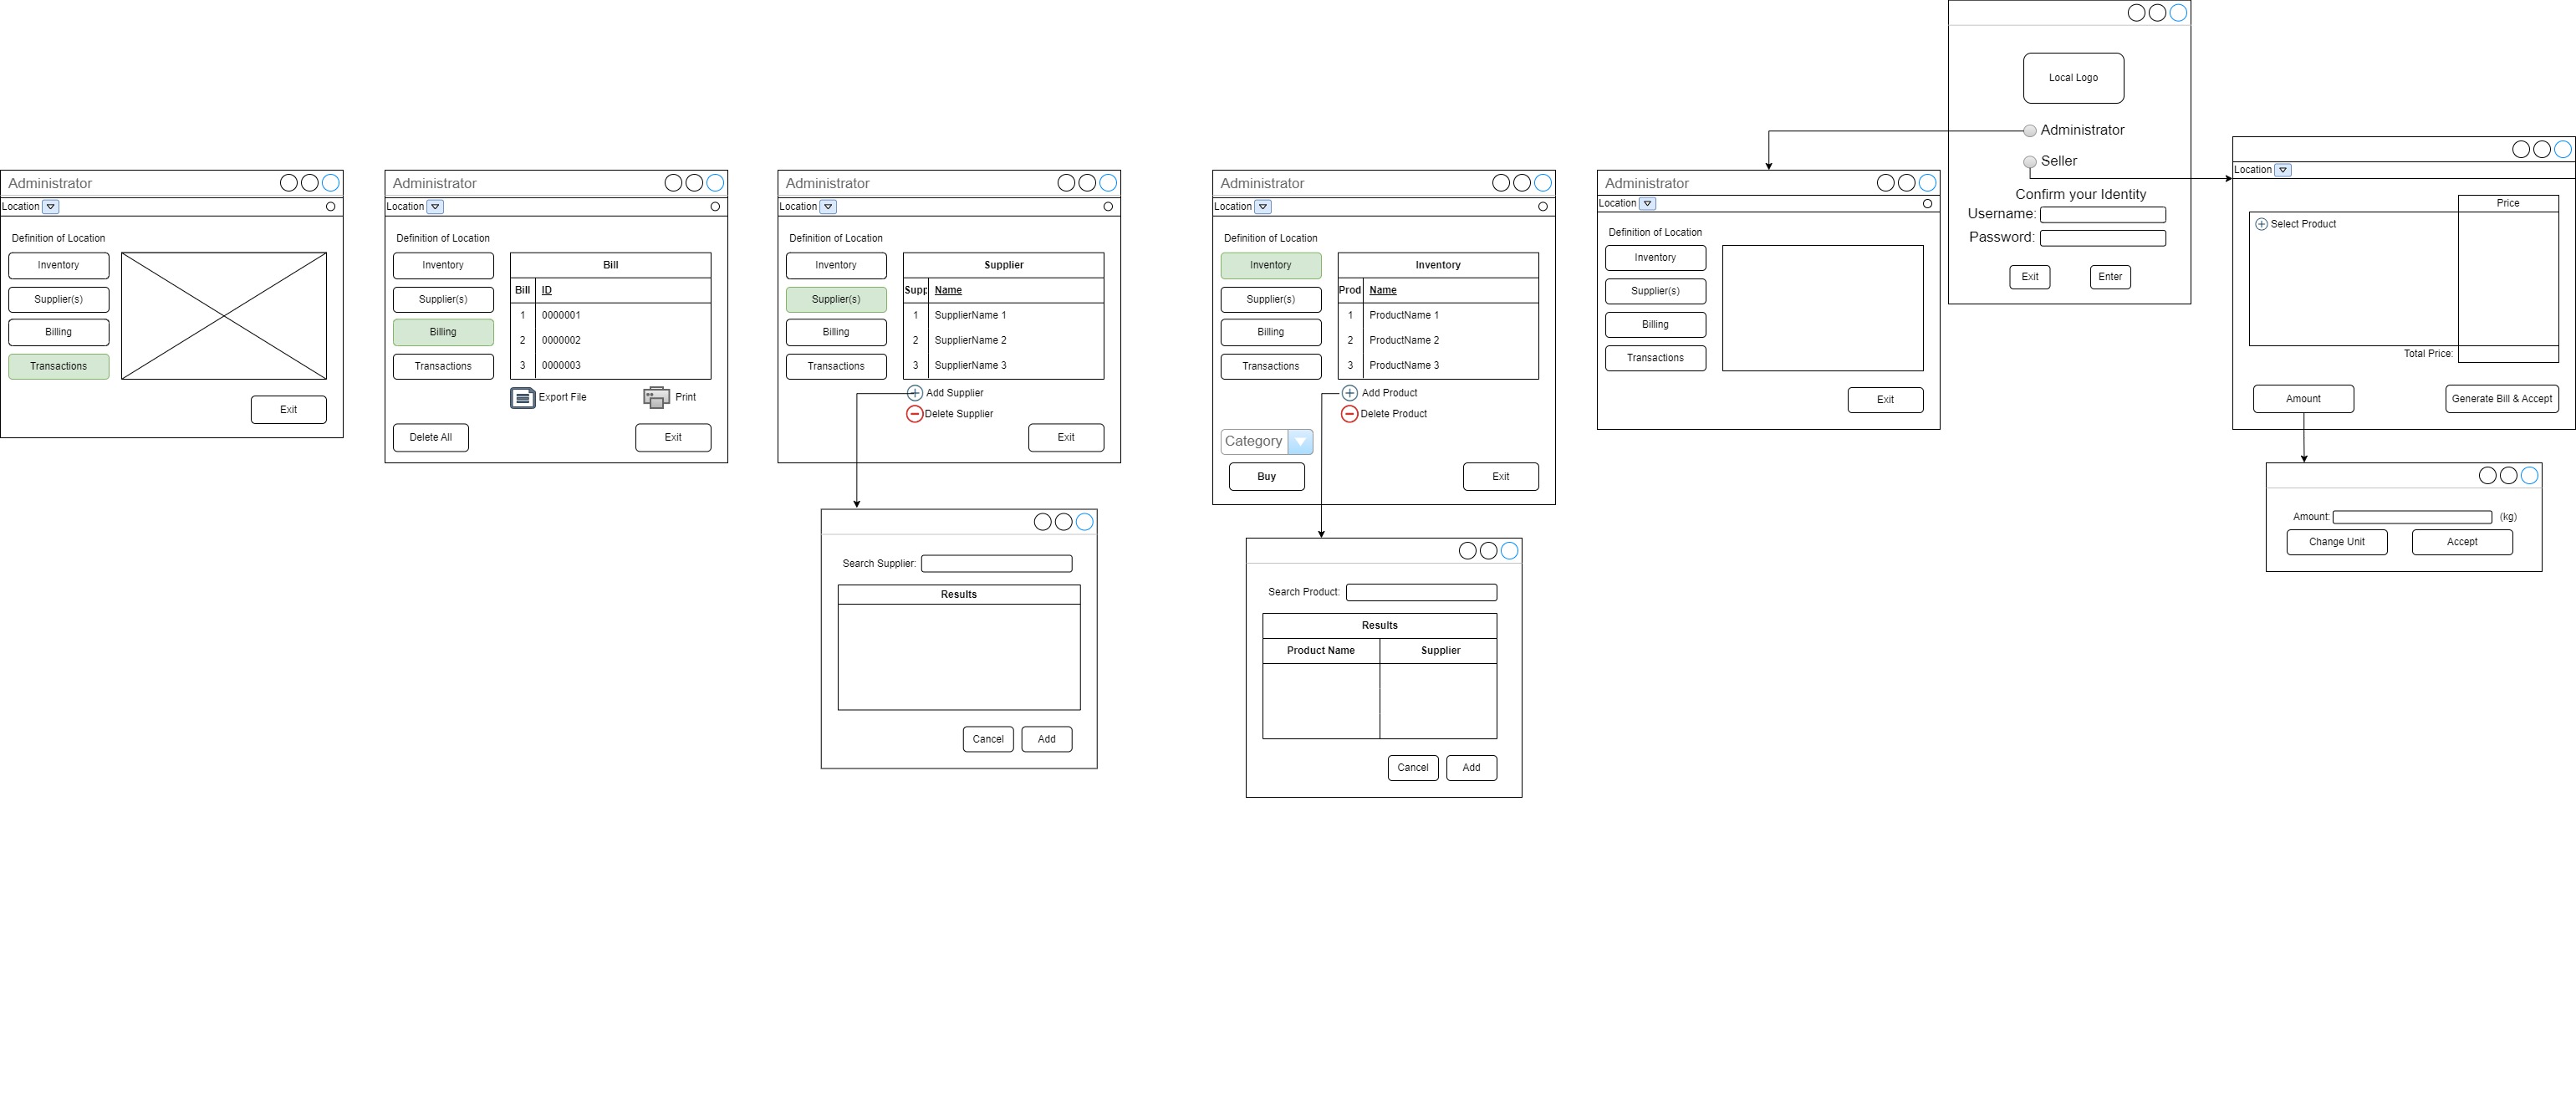 Administrator
Location
Definition of Location
Inventory
Supplier(s)
Billing
Transactions
Exit
Administrator
Location
Definition of Location
Inventory
Supplier(s)
Billing
Transactions
Bill
Bill ID
1 0000001
2 0000002
3 0000003
Export File Print
Delete All Exit
Administrator
Location
Definition of Location
Inventory
Supplier(s)
Billing
Transactions
Supplier
Supp Name
1 SupplierName 1
2 SupplierName 2
3 SupplierName 3
Add Supplier
Delete Supplier
Exit
Search Supplier:
Results
Cancel Add
Administrator
Location
Definition of Location
Inventory
Supplier(s)
Billing
Transactions
Inventory
Prod Name
1 ProductName 1
2 ProductName 2
3 ProductName 3
Add Product
Delete Product
Category
Buy Exit
Search Product:
Results
Product Name Supplier
Cancel Add
Administrator
Location
Definition of Location
Inventory
Supplier(s)
Billing
Transactions
Exit
Local Logo
Administrator
Seller
Confirm your Identity
Username:
Password:
Exit Enter
Location
Price
Select Product
Total Price:
Amount Generate Bill & Accept
Amount: (kg)
Change Unit Accept